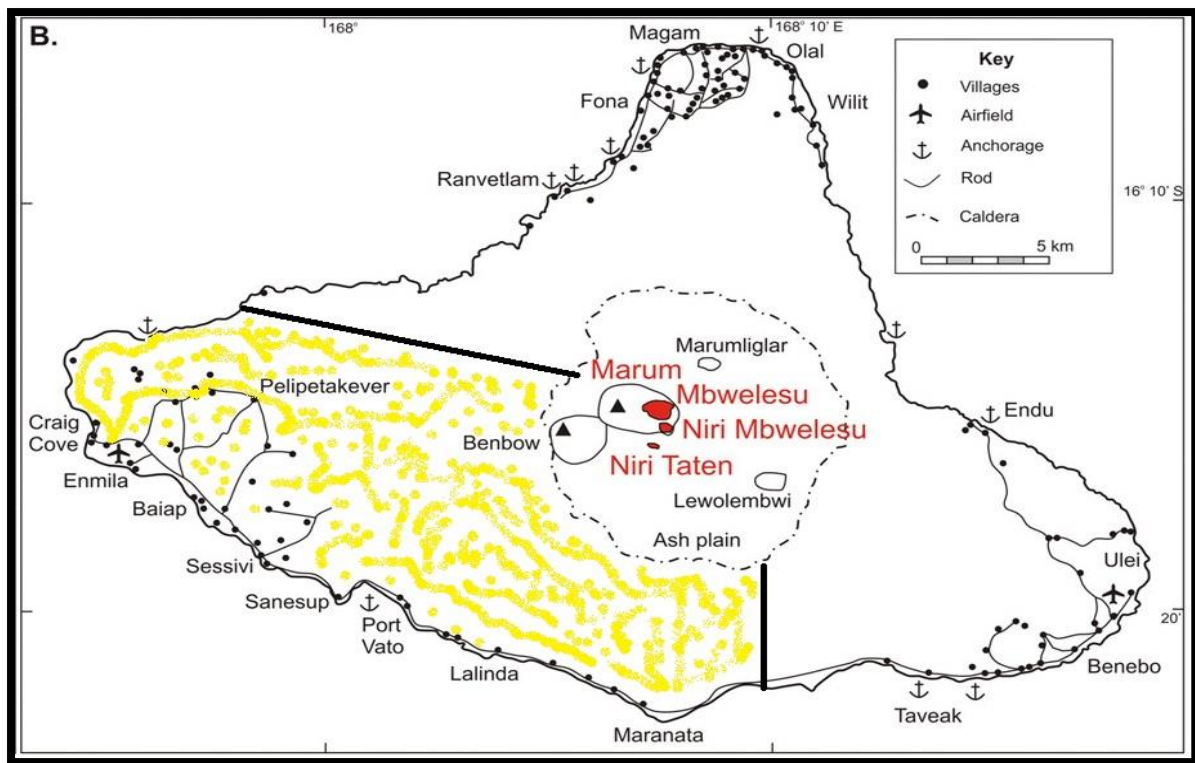 B.
168°
168° 10' E
Magam
Olal
Fona
Wilit
Ranvetlam
Key
Villages
Airfield
Anchorage
Rod
Caldera
0 5 km
16° 10' S
Marumliglar
Marum
Mbwelesu
Niri Mbwelesu
Niri Taten
Benbow
Lewolembwi
Ash plain
Pelipetakever
Craig
Cove
Enmila
Baiap
Sessivi
Sanesup
Port
Vato
Lalinda
Maranata
Endu
Ulei
20'
Benebo
Taveak